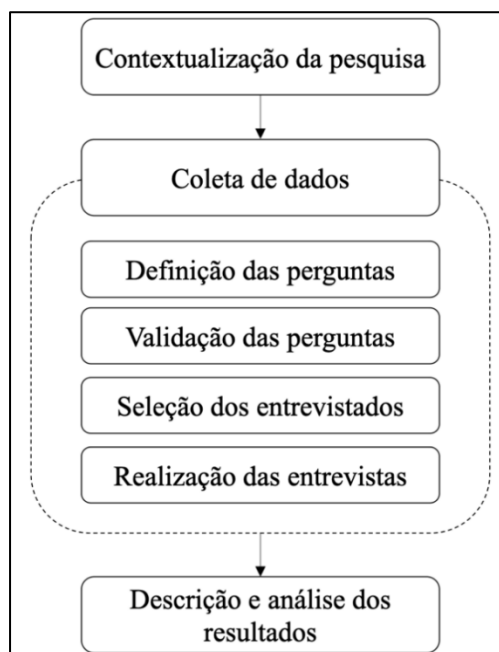 Contextualização da pesquisa
Coleta de dados
Definição das perguntas
Validação das perguntas
Seleção dos entrevistados
Realização das entrevistas
Descrição e análise dos
resultados